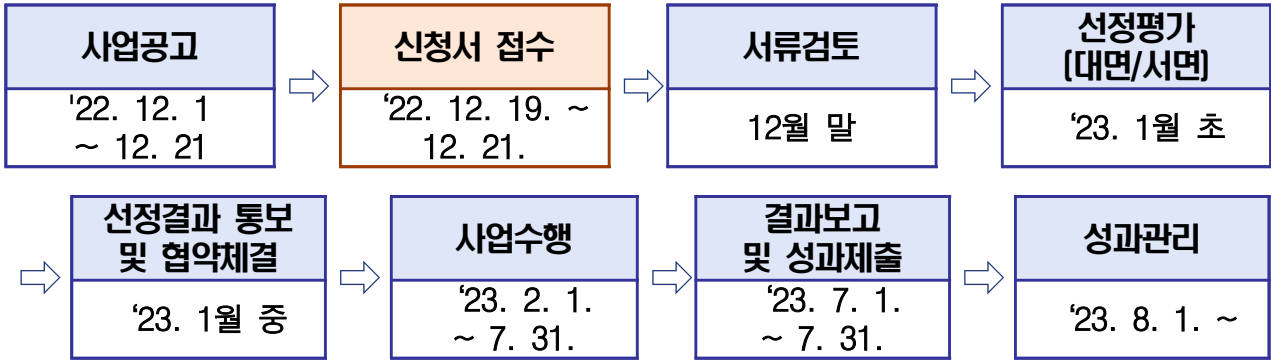 사업공고
'22. 12. 1
~ 12. 21
신청서 접수
‘22. 12. 19. ~
12. 21.
서류검토
12월 말
선정평가
(대면/서면)
‘23. 1월 초
선정결과 통보
및 협약체결
‘23. 1월 중
사업수행
‘23. 2. 1.
~ 7. 31.
결과보고
및 성과제출
‘23. 7. 1.
~ 7. 31.
성과관리
‘23. 8. 1. ~